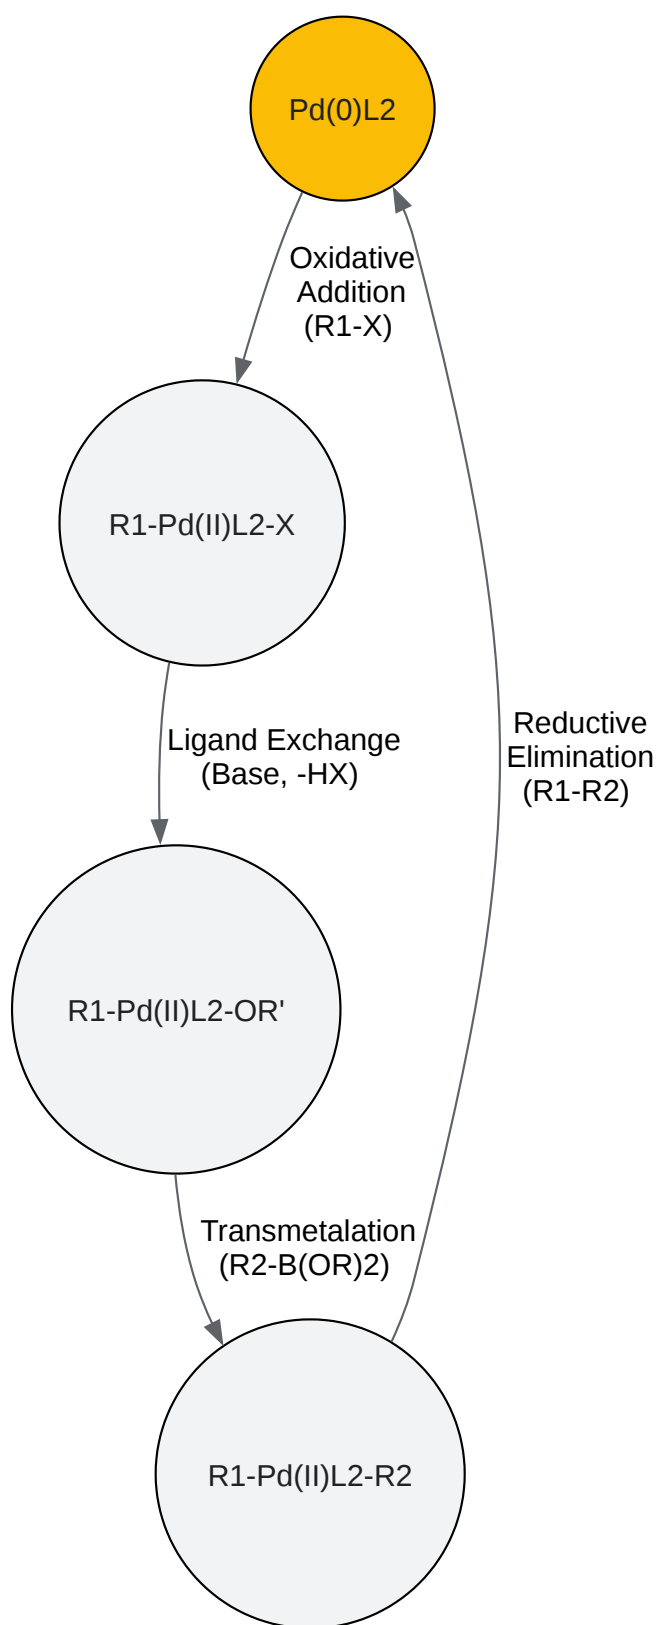 Pd(0)L2
Oxidative
Addition
(R1-X)
R1-Pd(II)L2-X
Ligand Exchange
(Base, -HX)
Reductive
Elimination
(R1-R2)
R1-Pd(II)L2-OR'
Transmetalation
(R2-B(OR)2)
R1-Pd(II)L2-R2